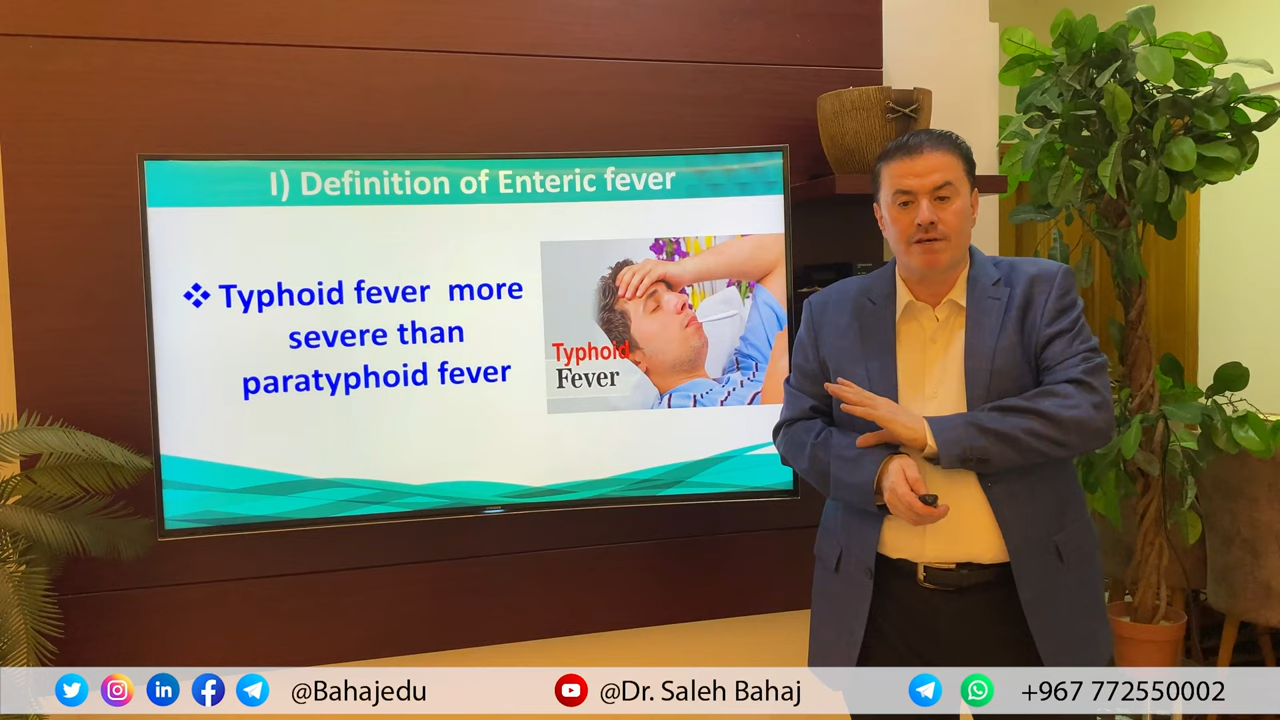 I) Definition of Enteric fever
❖ Typhoid fever more
severe than
paratyphoid fever
Typhoid
Fever
@Bahajedu
@Dr. Saleh Bahaj
+967 772550002